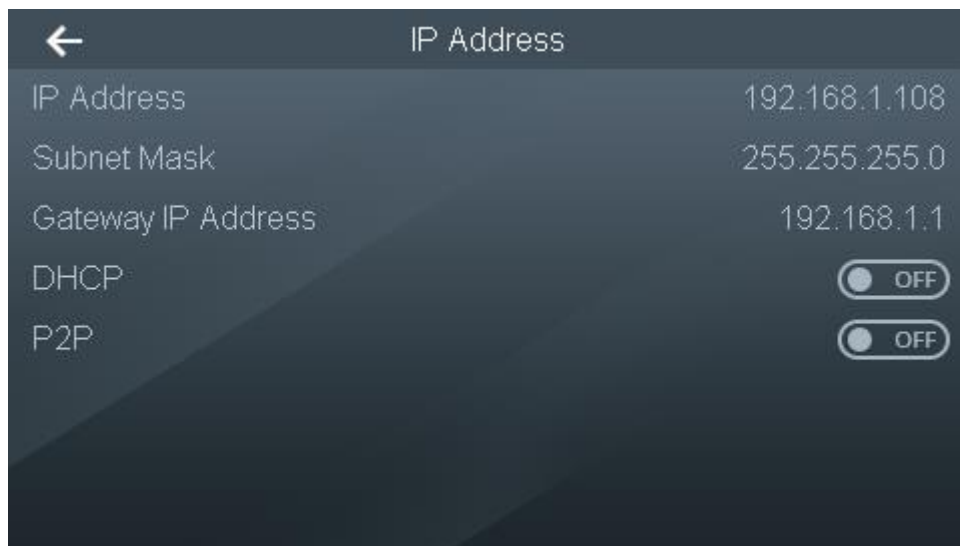 IP Address
IP Address 192.168.1.108
Subnet Mask 255.255.255.0
Gateway IP Address 192.168.1.1
DHCP OFF
P2P OFF